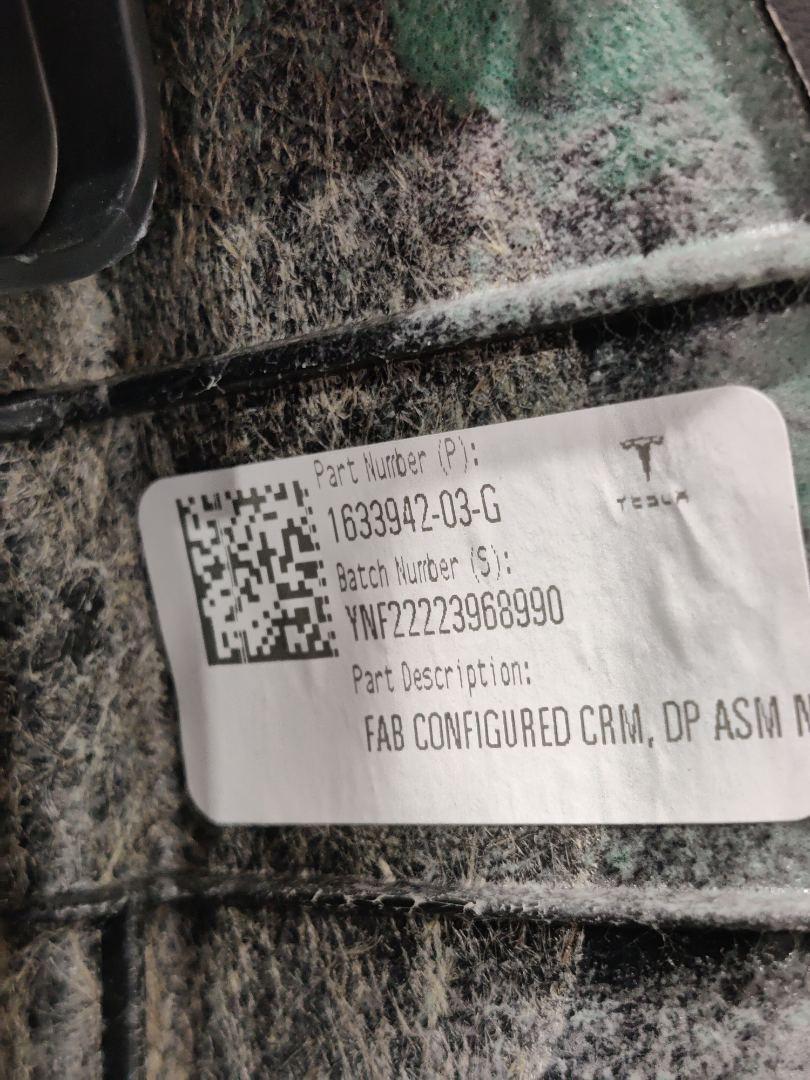 Part Number (P):
TESLA
1633942-03-G
Batch Number (S):
YNF22223968990
Part Description:
FAB CONFIGURED CRM, DP ASM N